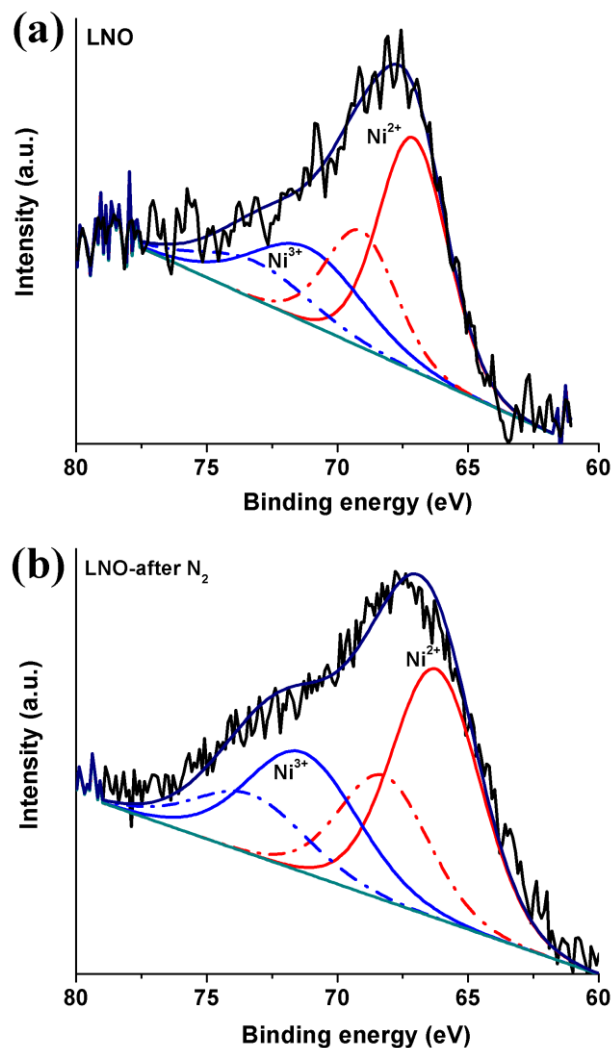 (a)
LNO
Ni²⁺
Ni³⁺
Intensity (a.u.)
80 75 70 65 60
Binding energy (eV)
(b)
LNO-after N₂
Ni²⁺
Ni³⁺
Intensity (a.u.)
80 75 70 65 60
Binding energy (eV)